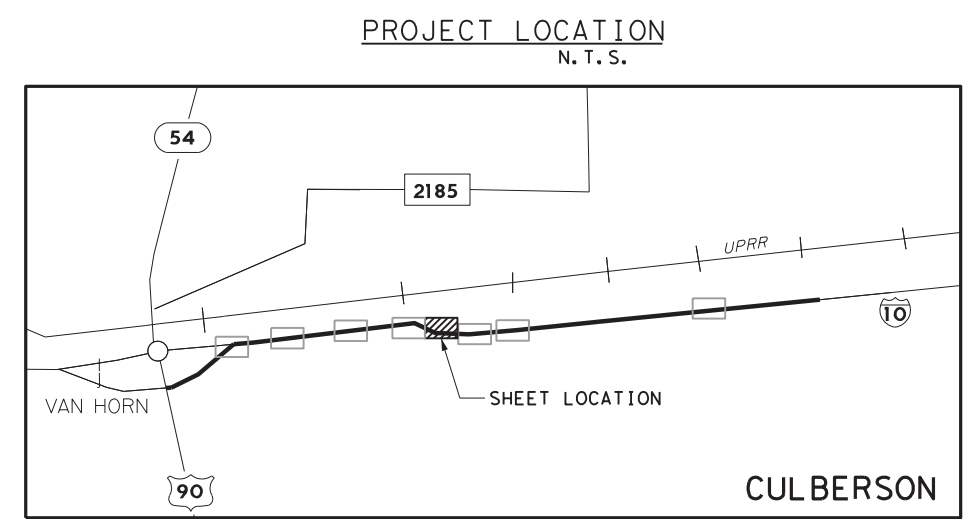 PROJECT LOCATION
N.T.S.
54
2185
UPRR
10
SHEET LOCATION
VAN HORN
90
CULBERSON